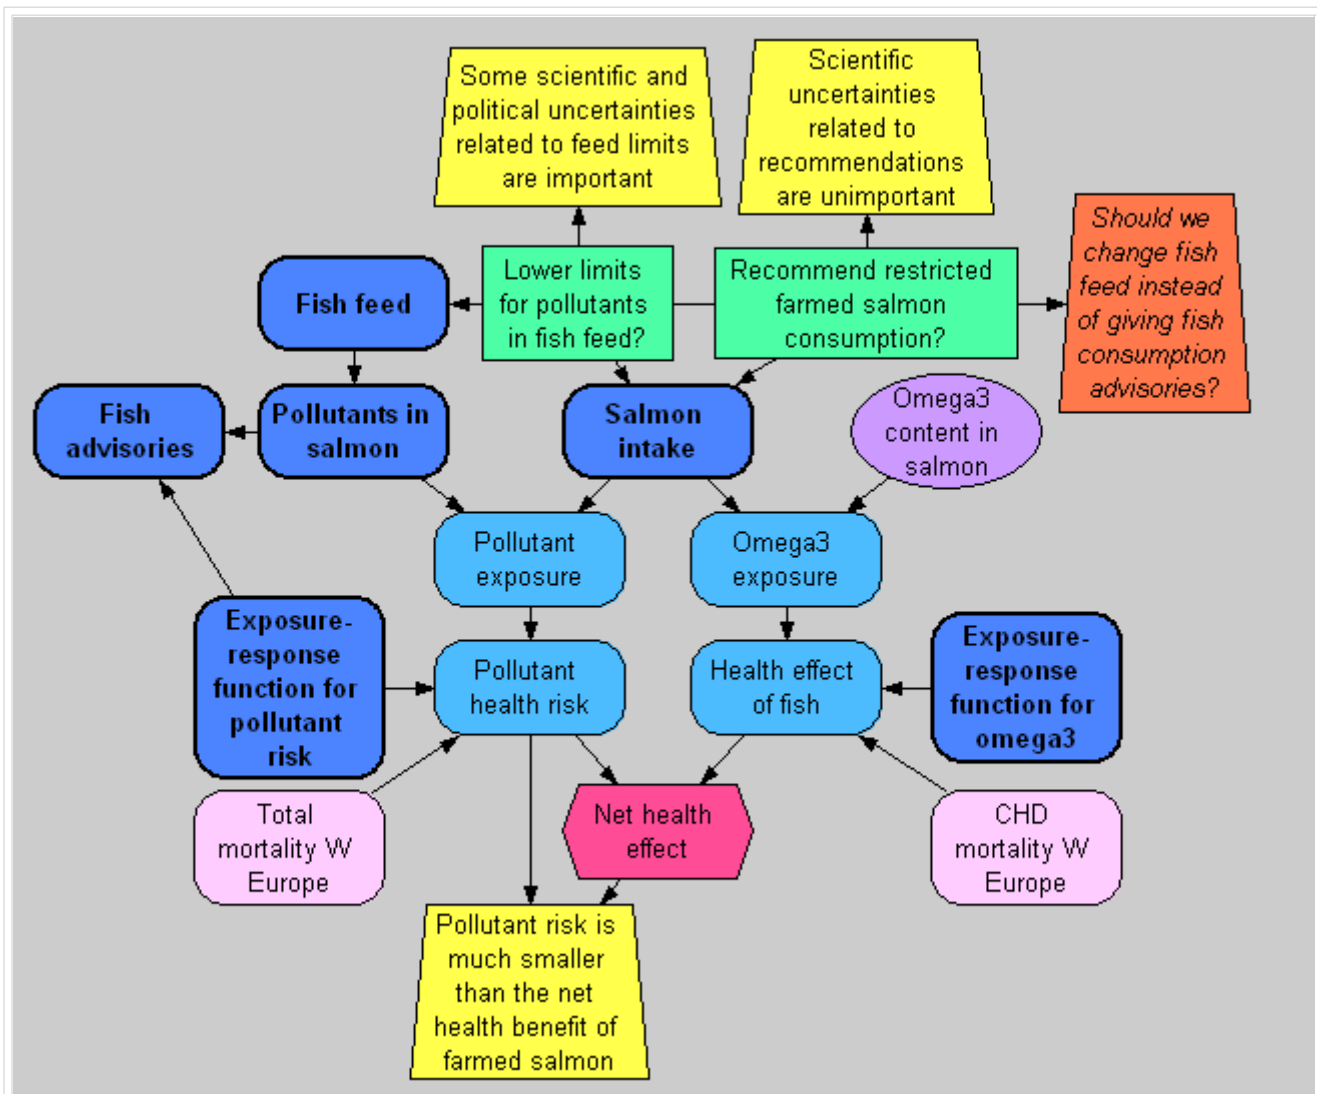 Some scientific and
political uncertainties
related to feed limits
are important
Scientific
uncertainties
related to
recommendations
are unimportant
Should we
change fish
feed instead
of giving fish
consumption
advisories?
Lower limits
for pollutants
in fish feed?
Recommend restricted
farmed salmon
consumption?
Fish feed
Fish
advisories
Pollutants in
salmon
Salmon
intake
Omega3
content in
salmon
Pollutant
exposure
Omega3
exposure
Exposure-
response
function for
pollutant
risk
Pollutant
health risk
Health effect
of fish
Exposure-
response
function for
omega3
Total
mortality W
Europe
Net health
effect
CHD
mortality W
Europe
Pollutant risk is
much smaller
than the net
health benefit of
farmed salmon